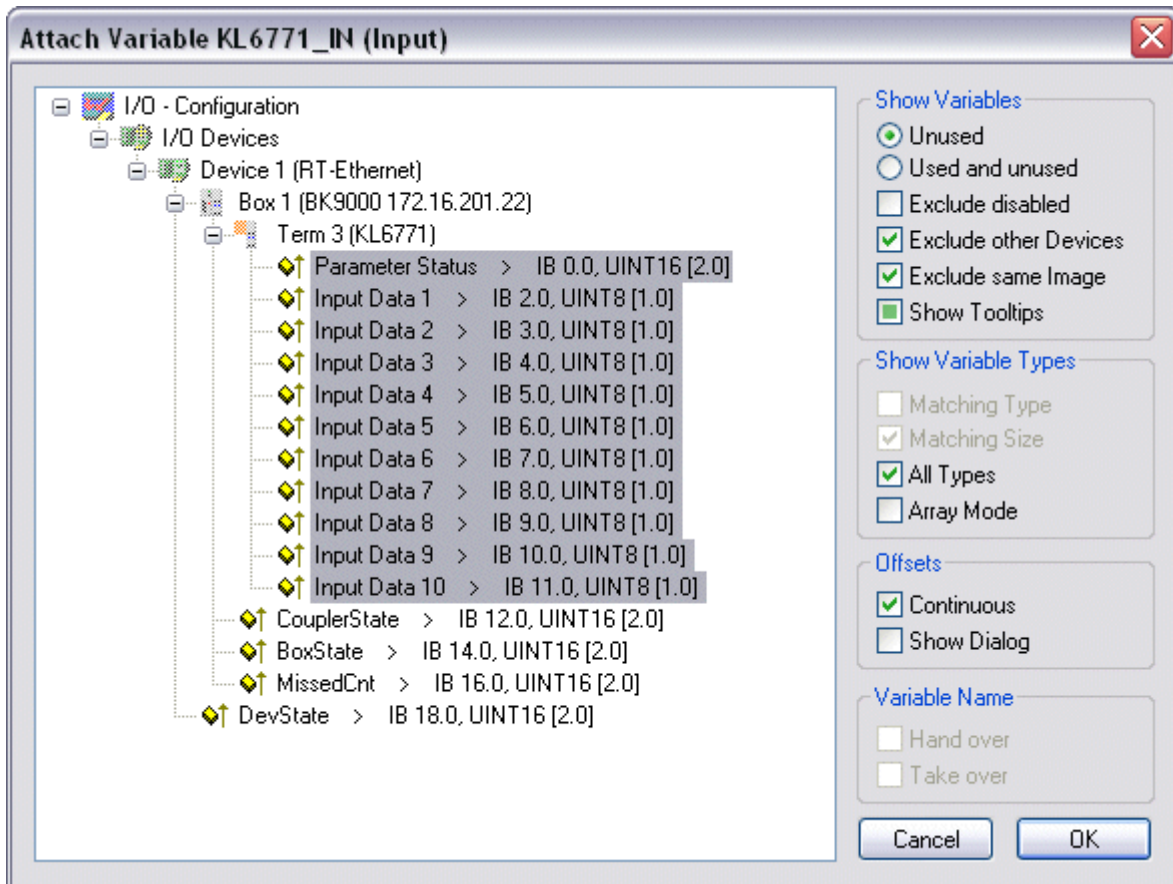 Attach Variable KL6771_IN (Input)
I/O - Configuration
I/O Devices
Device 1 (RT-Ethernet)
Box 1 (BK9000 172.16.201.22)
Term 3 (KL6771)
Parameter Status > IB 0.0, UINT16 [2.0]
Input Data 1 > IB 2.0, UINT8 [1.0]
Input Data 2 > IB 3.0, UINT8 [1.0]
Input Data 3 > IB 4.0, UINT8 [1.0]
Input Data 4 > IB 5.0, UINT8 [1.0]
Input Data 5 > IB 6.0, UINT8 [1.0]
Input Data 6 > IB 7.0, UINT8 [1.0]
Input Data 7 > IB 8.0, UINT8 [1.0]
Input Data 8 > IB 9.0, UINT8 [1.0]
Input Data 9 > IB 10.0, UINT8 [1.0]
Input Data 10 > IB 11.0, UINT8 [1.0]
CouplerState > IB 12.0, UINT16 [2.0]
BoxState > IB 14.0, UINT16 [2.0]
MissedCnt > IB 16.0, UINT16 [2.0]
DevState > IB 18.0, UINT16 [2.0]
Show Variables
Unused
Used and unused
Exclude disabled
Exclude other Devices
Exclude same Image
Show Tooltips
Show Variable Types
Matching Type
Matching Size
All Types
Array Mode
Offsets
Continuous
Show Dialog
Variable Name
Hand over
Take over
Cancel OK